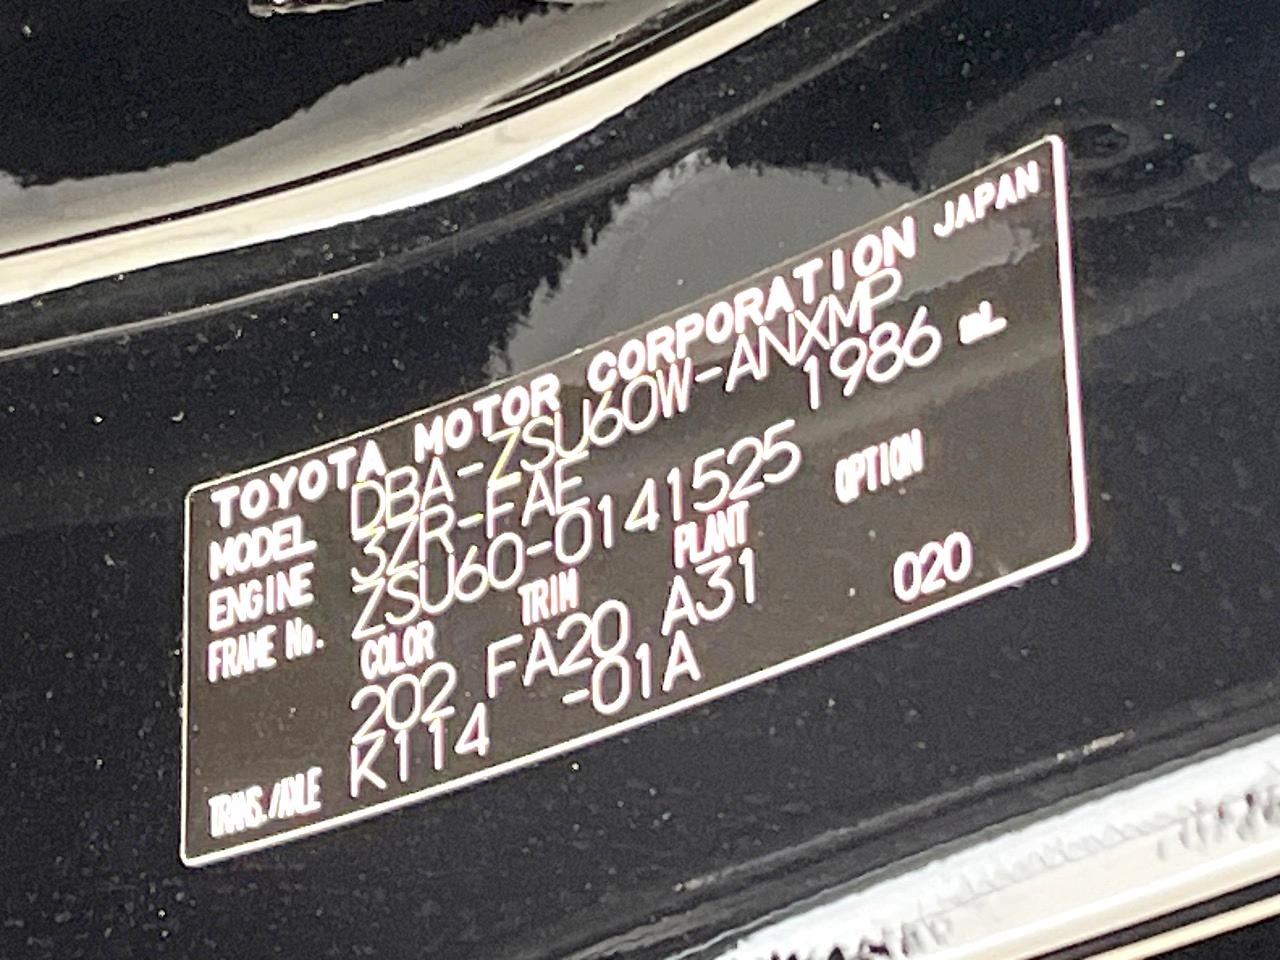 TOYOTA MOTOR CORPORATION JAPAN
MODEL DBA-ZSU60W-ANXMP
ENGINE 3ZR-FAE 1986 mL
FRAME No. ZSU60-0141525
COLOR TRIM PLANT OPTION
202 FA20 A31 020
TRANS./AXLE K114 -01A